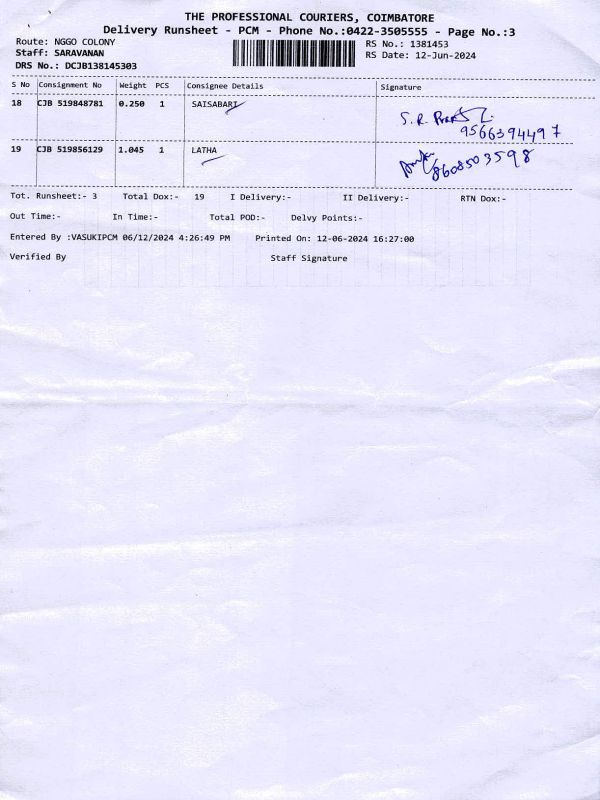 THE PROFESSIONAL COURIERS, COIMBATORE
Delivery Runsheet - PCM - Phone No.:0422-3505555 - Page No.:3
Route: NGGO COLONY
RS No.: 1381453
Staff: SARAVANAN
RS Date: 12-Jun-2024
DRS No.: DCJB138145303
S No Consignment No Weight PCS Consignee Details Signature
18 CJB 519848781 0.250 1 SAISABARI
S.R.
9566394497
19 CJB 519856129 1.045 1 LATHA
8608503598
Tot. Runsheet:- 3 Total Dox:- 19 I Delivery:- II Delivery:- RTN Dox:-
Out Time:- In Time:- Total POD:- Delvy Points:-
Entered By :VASUKIPCM 06/12/2024 4:26:49 PM Printed On: 12-06-2024 16:27:00
Verified By Staff Signature